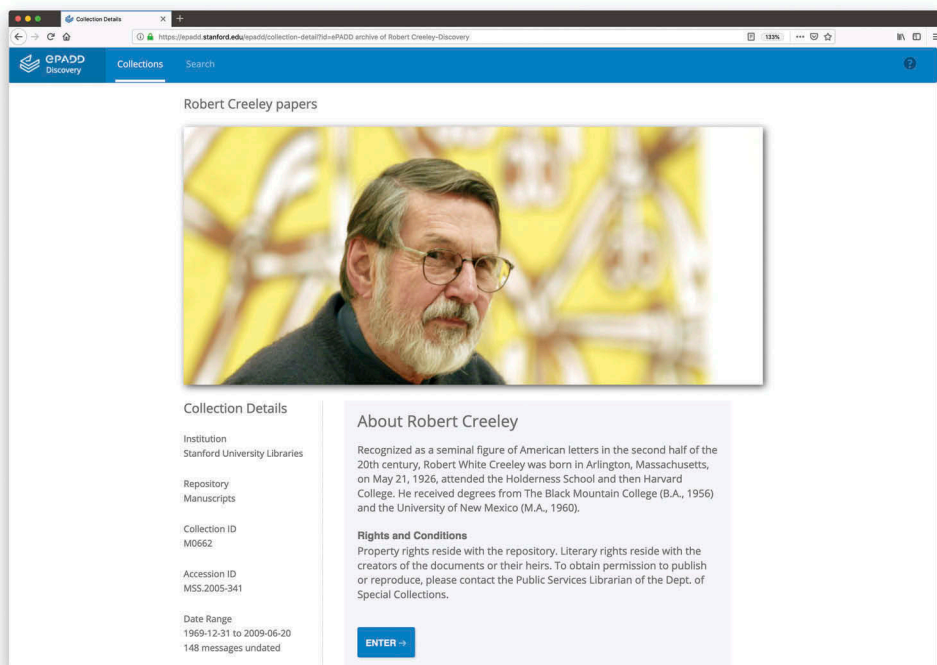 Collection Details
https://epadd.stanford.edu/epadd/collection-detail?id=ePADD archive of Robert Creeley-Discovery
133%
ePADD
Discovery
Collections
Search
Robert Creeley papers
Collection Details
Institution
Stanford University Libraries
Repository
Manuscripts
Collection ID
M0662
Accession ID
MSS.2005-341
Date Range
1969-12-31 to 2009-06-20
148 messages undated
About Robert Creeley
Recognized as a seminal figure of American letters in the second half of the
20th century, Robert White Creeley was born in Arlington, Massachusetts,
on May 21, 1926, attended the Holderness School and then Harvard
College. He received degrees from The Black Mountain College (B.A., 1956)
and the University of New Mexico (M.A., 1960).
Rights and Conditions
Property rights reside with the repository. Literary rights reside with the
creators of the documents or their heirs. To obtain permission to publish
or reproduce, please contact the Public Services Librarian of the Dept. of
Special Collections.
ENTER →